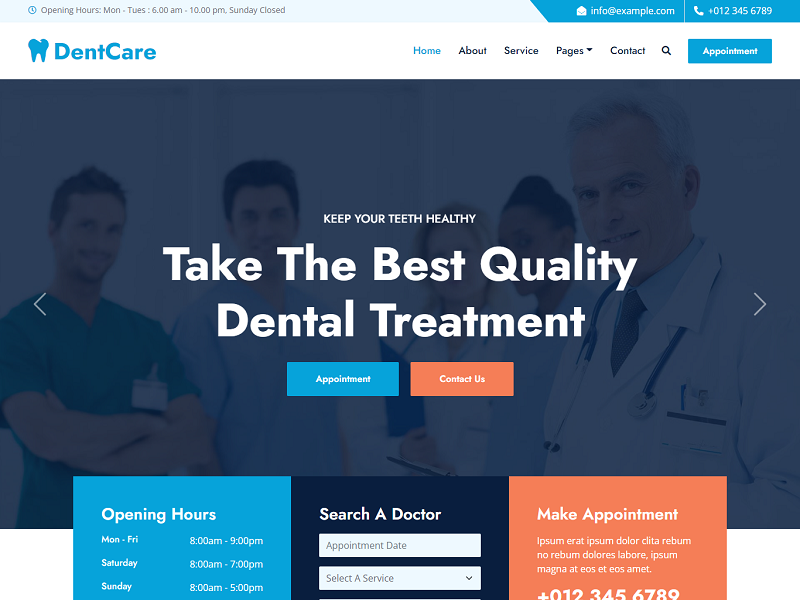 Opening Hours: Mon - Tues : 6.00 am - 10.00 pm, Sunday Closed
info@example.com
+012 345 6789
DentCare
Home
About
Service
Pages
Contact
Appointment
KEEP YOUR TEETH HEALTHY
Take The Best Quality
Dental Treatment
Appointment
Contact Us
Opening Hours
Mon - Fri
8:00am - 9:00pm
Saturday
8:00am - 7:00pm
Sunday
8:00am - 5:00pm
Search A Doctor
Appointment Date
Select A Service
Make Appointment
Ipsum erat ipsum dolor clita rebum
no rebum dolores labore, ipsum
magna at eos et eos amet.
+012 345 6789